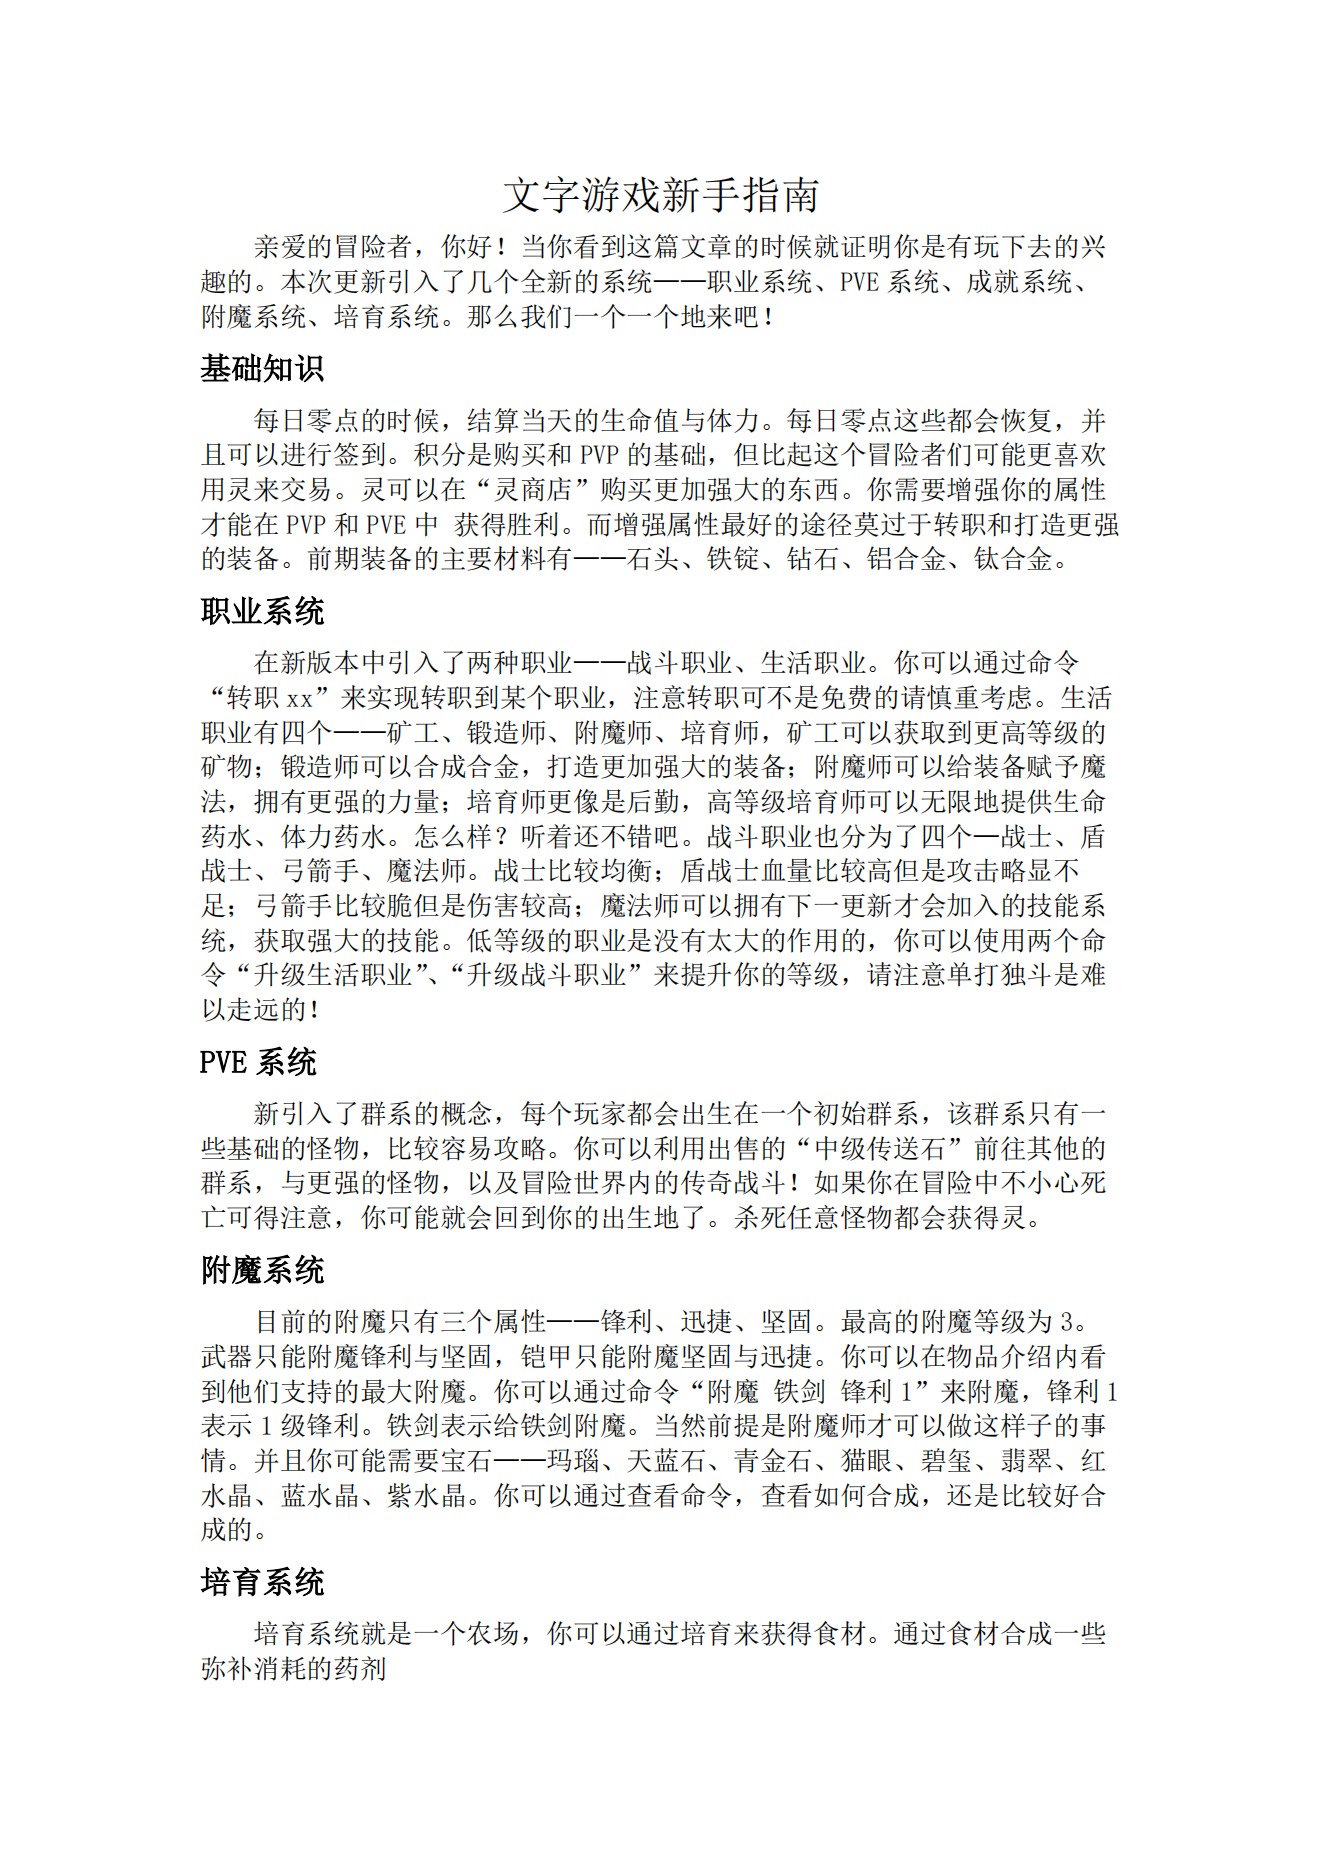 文字游戏新手指南
亲爱的冒险者，你好！当你看到这篇文章的时候就证明你是有玩下去的兴
趣的。本次更新引入了几个全新的系统——职业系统、PVE 系统、成就系统、
附魔系统、培育系统。那么我们一个一个地来吧！
基础知识
每日零点的时候，结算当天的生命值与体力。每日零点这些都会恢复，并
且可以进行签到。积分是购买和 PVP 的基础，但比起这个冒险者们可能更喜欢
用灵来交易。灵可以在“灵商店”购买更加强大的东西。你需要增强你的属性
才能在 PVP 和 PVE 中 获得胜利。而增强属性最好的途径莫过于转职和打造更强
的装备。前期装备的主要材料有——石头、铁锭、钻石、铝合金、钛合金。
职业系统
在新版本中引入了两种职业——战斗职业、生活职业。你可以通过命令
“转职 xx”来实现转职到某个职业，注意转职可不是免费的请慎重考虑。生活
职业有四个——矿工、锻造师、附魔师、培育师，矿工可以获取到更高等级的
矿物；锻造师可以合成合金，打造更加强大的装备；附魔师可以给装备赋予魔
法，拥有更强的力量；培育师更像是后勤，高等级培育师可以无限地提供生命
药水、体力药水。怎么样？听着还不错吧。战斗职业也分为了四个—战士、盾
战士、弓箭手、魔法师。战士比较均衡；盾战士血量比较高但是攻击略显不
足；弓箭手比较脆但是伤害较高；魔法师可以拥有下一更新才会加入的技能系
统，获取强大的技能。低等级的职业是没有太大的作用的，你可以使用两个命
令“升级生活职业”、“升级战斗职业”来提升你的等级，请注意单打独斗是难
以走远的！
PVE 系统
新引入了群系的概念，每个玩家都会出生在一个初始群系，该群系只有一
些基础的怪物，比较容易攻略。你可以利用出售的“中级传送石”前往其他的
群系，与更强的怪物，以及冒险世界内的传奇战斗！如果你在冒险中不小心死
亡可得注意，你可能就会回到你的出生地了。杀死任意怪物都会获得灵。
附魔系统
目前的附魔只有三个属性——锋利、迅捷、坚固。最高的附魔等级为 3。
武器只能附魔锋利与坚固，铠甲只能附魔坚固与迅捷。你可以在物品介绍内看
到他们支持的最大附魔。你可以通过命令“附魔 铁剑 锋利 1”来附魔，锋利 1
表示 1 级锋利。铁剑表示给铁剑附魔。当然前提是附魔师才可以做这样子的事
情。并且你可能需要宝石——玛瑙、天蓝石、青金石、猫眼、碧玺、翡翠、红
水晶、蓝水晶、紫水晶。你可以通过查看命令，查看如何合成，还是比较好合
成的。
培育系统
培育系统就是一个农场，你可以通过培育来获得食材。通过食材合成一些
弥补消耗的药剂